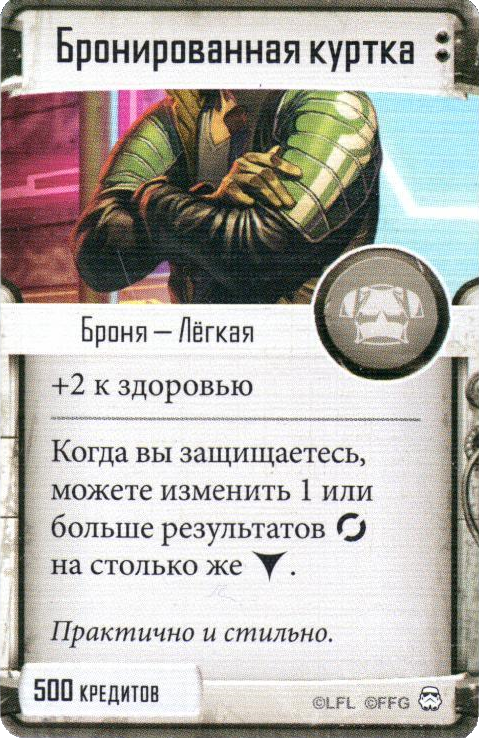 Бронированная куртка
Броня – Лёгкая
+2 к здоровью
Когда вы защищаетесь,
можете изменить 1 или
больше результатов
на столько же .
Практично и стильно.
500 кредитов
©LFL ©FFG